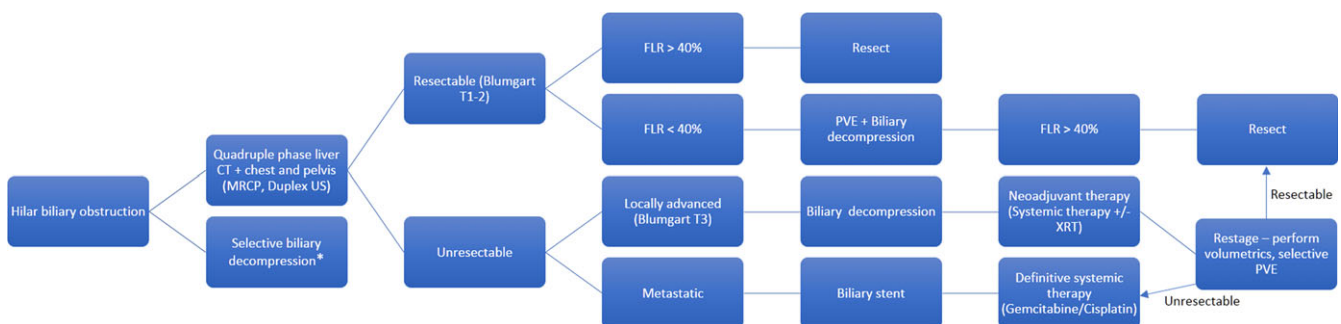 Hilar biliary obstruction
Quadruple phase liver
CT + chest and pelvis
(MRCP, Duplex US)
Selective biliary
decompression*
Resectable (Blumgart
T1-2)
Unresectable
FLR > 40%
Resect
FLR < 40%
PVE + Biliary
decompression
FLR > 40%
Resect
Locally advanced
(Blumgart T3)
Biliary decompression
Neoadjuvant therapy
(Systemic therapy +/-
XRT)
Metastatic
Biliary stent
Definitive systemic
therapy
(Gemcitabine/Cisplatin)
Restage – perform
volumetrics, selective
PVE
Resectable
Unresectable